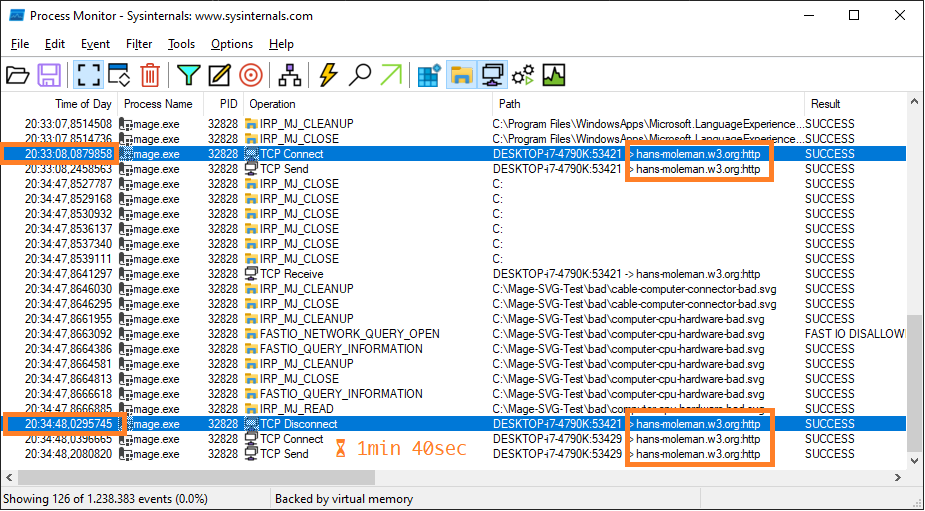 Process Monitor - Sysinternals: www.sysinternals.com
File Edit Event Filter Tools Options Help
Time of Day Process Name PID Operation Path Result
20:33:07,8514508 mage.exe 32828 IRP_MJ_CLEANUP C:\Program Files\WindowsApps\Microsoft.LanguageExperience... SUCCESS
20:33:07,8514736 mage.exe 32828 IRP_MJ_CLOSE C:\Program Files\WindowsApps\Microsoft.LanguageExperience... SUCCESS
20:33:08,0879858 mage.exe 32828 TCP Connect DESKTOP-i7-4790K:53421 -> hans-moleman.w3.org:http SUCCESS
20:33:08,2458563 mage.exe 32828 TCP Send DESKTOP-i7-4790K:53421 -> hans-moleman.w3.org:http SUCCESS
20:34:47,8527787 mage.exe 32828 IRP_MJ_CLOSE C: SUCCESS
20:34:47,8529168 mage.exe 32828 IRP_MJ_CLOSE C: SUCCESS
20:34:47,8530932 mage.exe 32828 IRP_MJ_CLOSE C: SUCCESS
20:34:47,8536137 mage.exe 32828 IRP_MJ_CLOSE C: SUCCESS
20:34:47,8537340 mage.exe 32828 IRP_MJ_CLOSE C: SUCCESS
20:34:47,8539111 mage.exe 32828 IRP_MJ_CLOSE C: SUCCESS
20:34:47,8641297 mage.exe 32828 TCP Receive DESKTOP-i7-4790K:53421 -> hans-moleman.w3.org:http SUCCESS
20:34:47,8646030 mage.exe 32828 IRP_MJ_CLEANUP C:\Mage-SVG-Test\bad\cable-computer-connector-bad.svg SUCCESS
20:34:47,8646295 mage.exe 32828 IRP_MJ_CLOSE C:\Mage-SVG-Test\bad\cable-computer-connector-bad.svg SUCCESS
20:34:47,8661955 mage.exe 32828 IRP_MJ_CLEANUP C:\Mage-SVG-Test\bad\computer-cpu-hardware-bad.svg SUCCESS
20:34:47,8663092 mage.exe 32828 FASTIO_NETWORK_QUERY_OPEN C:\Mage-SVG-Test\bad\computer-cpu-hardware-bad.svg FAST IO DISALLOW
20:34:47,8664386 mage.exe 32828 FASTIO_QUERY_INFORMATION C:\Mage-SVG-Test\bad\computer-cpu-hardware-bad.svg SUCCESS
20:34:47,8664581 mage.exe 32828 IRP_MJ_CLEANUP C:\Mage-SVG-Test\bad\computer-cpu-hardware-bad.svg SUCCESS
20:34:47,8664813 mage.exe 32828 IRP_MJ_CLOSE C:\Mage-SVG-Test\bad\computer-cpu-hardware-bad.svg SUCCESS
20:34:47,8666618 mage.exe 32828 FASTIO_QUERY_INFORMATION C:\Mage-SVG-Test\bad\computer-cpu-hardware-bad.svg SUCCESS
20:34:47,8666885 mage.exe 32828 IRP_MJ_READ C:\Mage-SVG-Test\bad\computer-cpu-hardware-bad.svg SUCCESS
20:34:48,0295745 mage.exe 32828 TCP Disconnect DESKTOP-i7-4790K:53421 -> hans-moleman.w3.org:http SUCCESS
20:34:48,0396665 mage.exe 32828 TCP Connect DESKTOP-i7-4790K:53429 -> hans-moleman.w3.org:http SUCCESS
20:34:48,2080820 mage.exe 32828 TCP Send DESKTOP-i7-4790K:53429 -> hans-moleman.w3.org:http SUCCESS
1min 40sec
Showing 126 of 1.238.383 events (0.0%) Backed by virtual memory